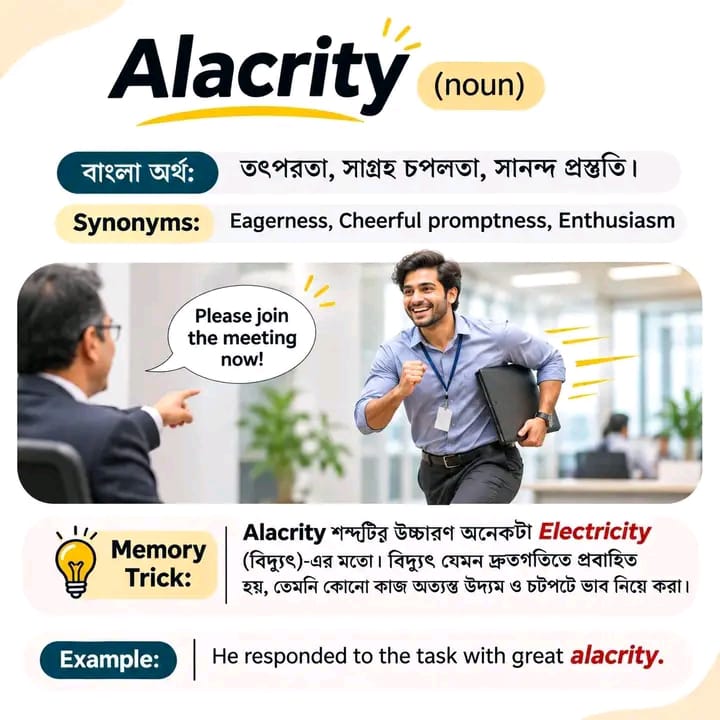 Alacrity (noun)
বাংলা অর্থ: তৎপরতা, সাগ্রহ চপলতা, সানন্দ প্রস্তুতি।
Synonyms: Eagerness, Cheerful promptness, Enthusiasm
Please join
the meeting
now!
Memory
Trick:
Alacrity শব্দটির উচ্চারণ অনেকটা Electricity
(বিদ্যুৎ)-এর মতো। বিদ্যুৎ যেমন দ্রুতগতিতে প্রবাহিত
হয়, তেমনি কোনো কাজ অত্যন্ত উদ্যম ও চটপটে ভাব নিয়ে করা।
Example: He responded to the task with great alacrity.